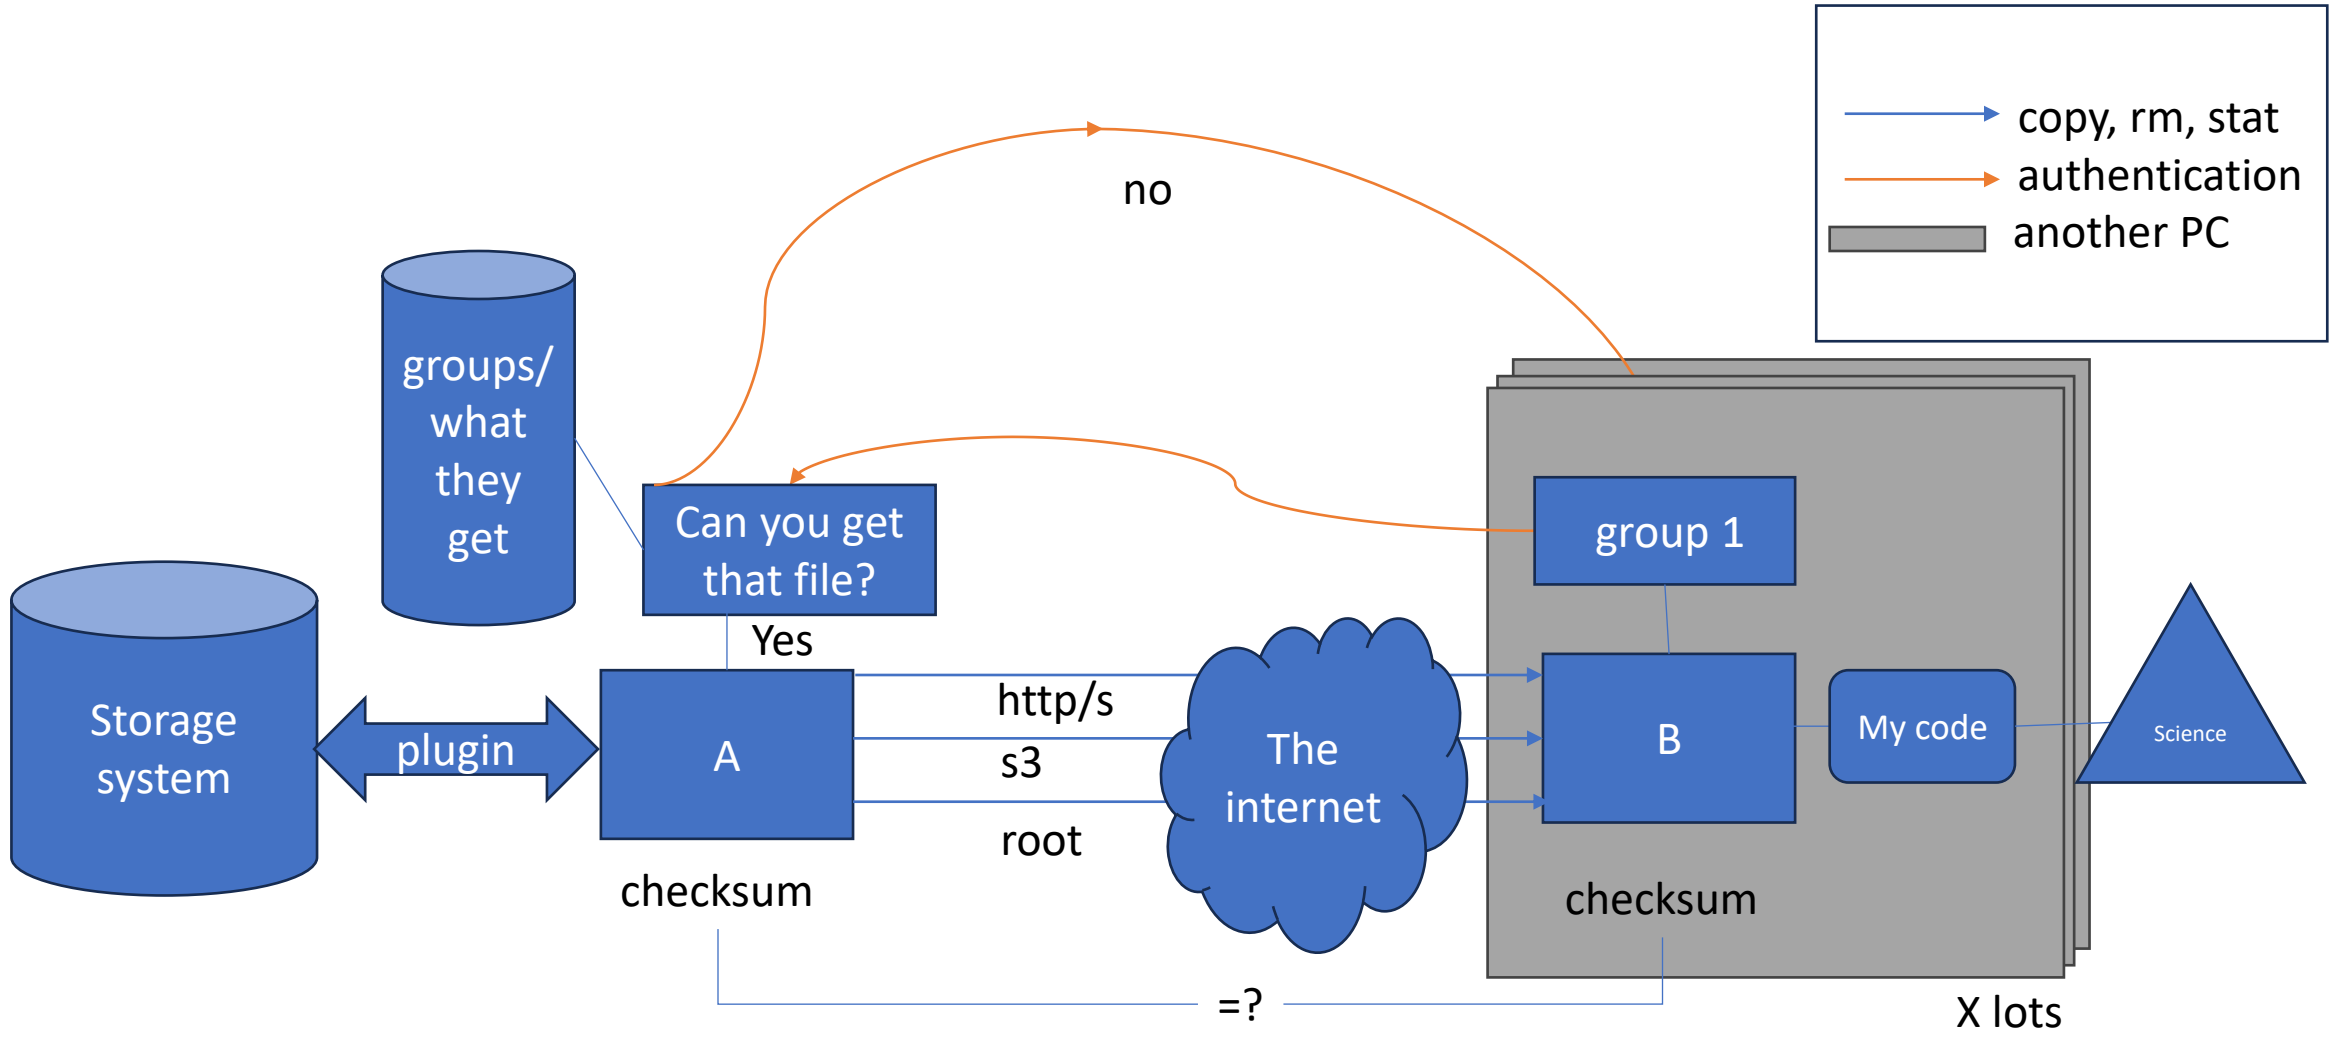 copy, rm, stat
authentication
another PC
no
groups/
what
they
get
Can you get
that file?
group 1
Yes
Storage
system
plugin
A
http/s
s3
root
The
internet
B
My code
Science
checksum
checksum
=?
X lots